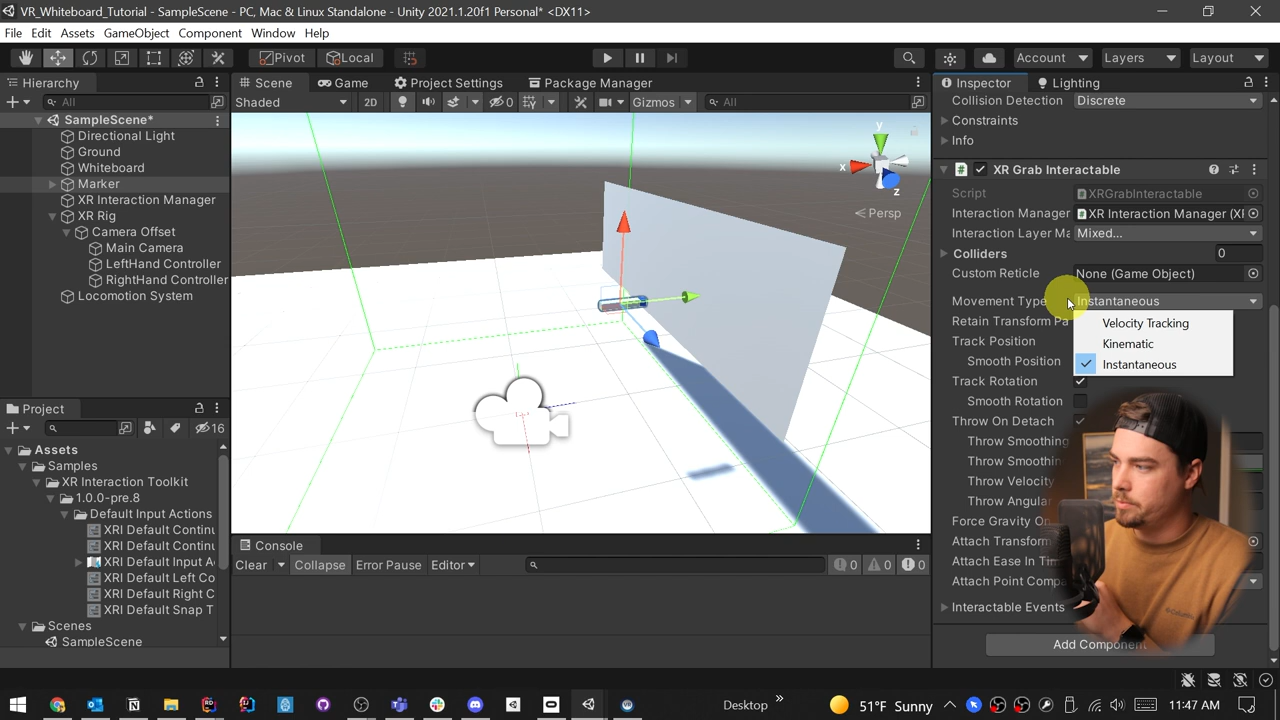 VR_Whiteboard_Tutorial - SampleScene - PC, Mac & Linux Standalone - Unity 2021.1.20f1 Personal* <DX11>
File Edit Assets GameObject Component Window Help
Pivot Local Account Layers Layout
Hierarchy
All
SampleScene*
Directional Light
Ground
Whiteboard
Marker
XR Interaction Manager
XR Rig
Camera Offset
Main Camera
LeftHand Controller
RightHand Controller
Locomotion System
Project
16
Assets
Samples
XR Interaction Toolkit
1.0.0-pre.8
Default Input Actions
XRI Default Continu
XRI Default Continu
XRI Default Input A
XRI Default Left Co
XRI Default Right C
XRI Default Snap T
Scenes
SampleScene
Scene Game Project Settings Package Manager
Shaded 2D 0 Gizmos All
y
x
z
< Persp
Console
Clear Collapse Error Pause Editor 0 0 0
Inspector Lighting
Collision Detection Discrete
Constraints
Info
XR Grab Interactable
Script XRGrabInteractable
Interaction Manager XR Interaction Manager (XI
Interaction Layer Ma Mixed...
Colliders 0
Custom Reticle None (Game Object)
Movement Type Instantaneous
Velocity Tracking
Kinematic
Instantaneous
Retain Transform Pa
Track Position
Smooth Position
Track Rotation
Smooth Rotation
Throw On Detach
Throw Smoothing
Throw Smoothin
Throw Velocity
Throw Angular
Force Gravity On
Attach Transform
Attach Ease In Tim
Attach Point Compa
Interactable Events
Add Component
Desktop 51°F Sunny 11:47 AM